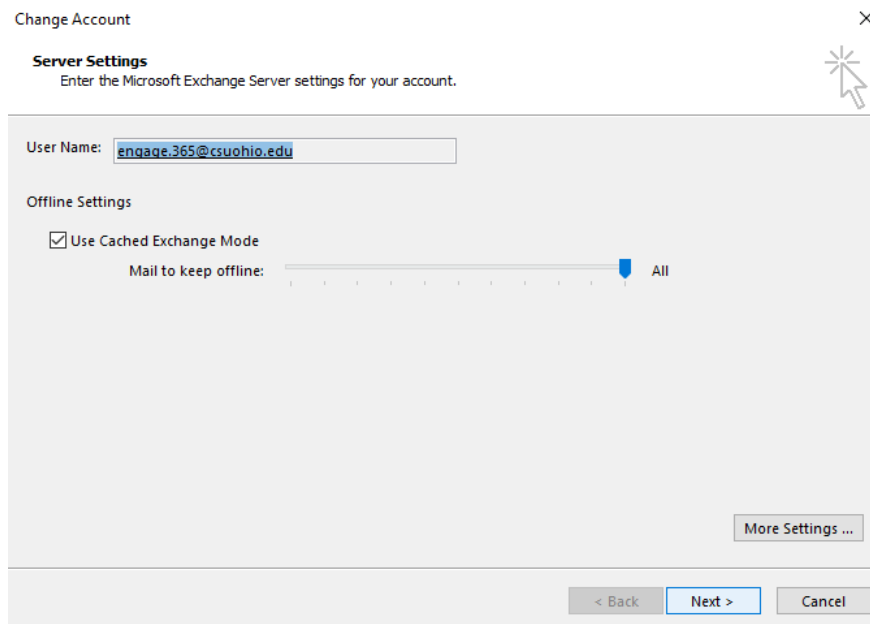 Change Account
Server Settings
Enter the Microsoft Exchange Server settings for your account.
User Name: engage.365@csuohio.edu
Offline Settings
Use Cached Exchange Mode
Mail to keep offline: All
More Settings ...
< Back Next > Cancel